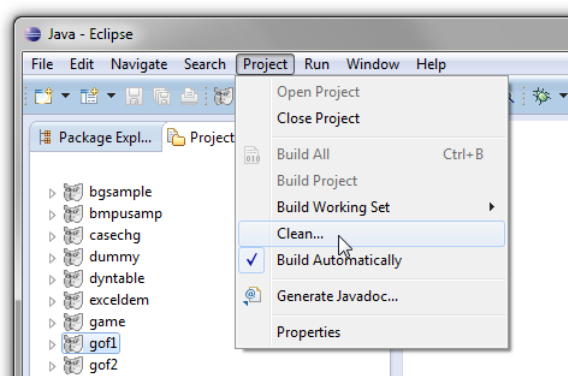 Java - Eclipse
File Edit Navigate Search Project Run Window Help
Package Expl... Project
Open Project
Close Project
Build All Ctrl+B
Build Project
Build Working Set
Clean...
Build Automatically
Generate Javadoc...
Properties
bgsample
bmpusamp
casechg
dummy
dyntable
exceldem
game
gof1
gof2